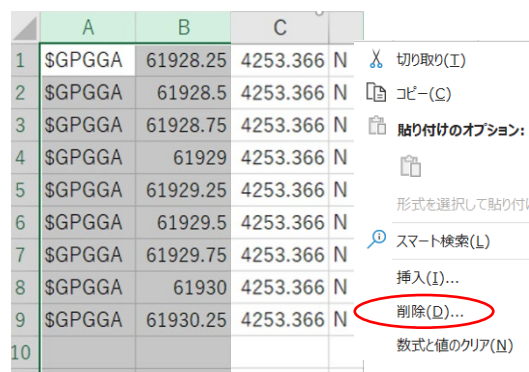 A B C
1 $GPGGA 61928.25 4253.366 N
2 $GPGGA 61928.5 4253.366 N
3 $GPGGA 61928.75 4253.366 N
4 $GPGGA 61929 4253.366 N
5 $GPGGA 61929.25 4253.366 N
6 $GPGGA 61929.5 4253.366 N
7 $GPGGA 61929.75 4253.366 N
8 $GPGGA 61930 4253.366 N
9 $GPGGA 61930.25 4253.366 N
10
切り取り(T)
コピー(C)
貼り付けのオプション:
形式を選択して貼り付け
スマート検索(L)
挿入(I)...
削除(D)...
数式と値のクリア(N)